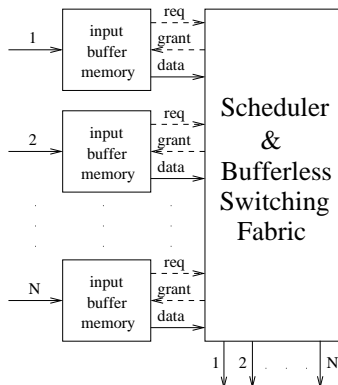 req
1
grant
input
buffer
memory
data
req
2
grant
input
buffer
memory
data
. . .
. . .
req
N
grant
input
buffer
memory
data
Scheduler
&
Bufferless
Switching
Fabric
1 2 . . . N